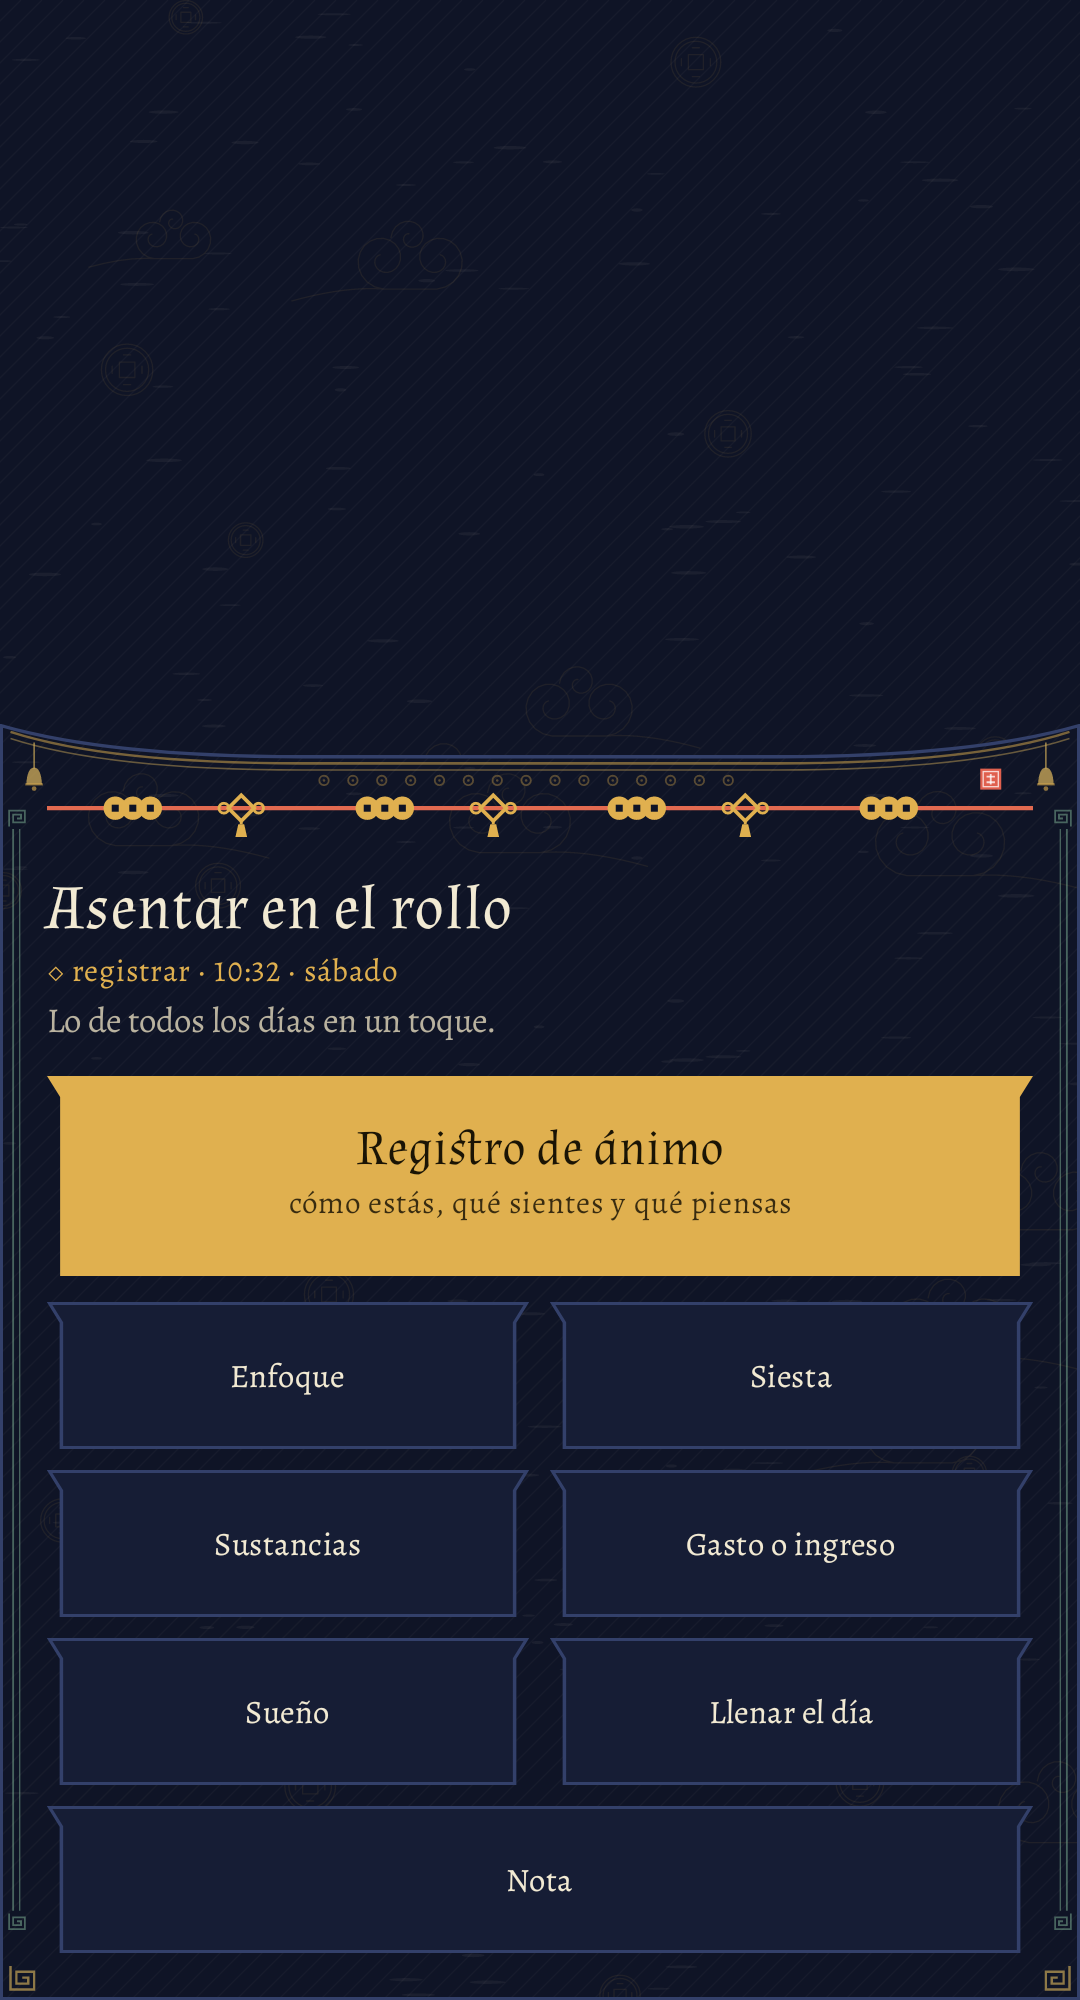 Asentar en el rollo
◇ registrar · 10:32 · sábado
Lo de todos los días en un toque.
Registro de ánimo
cómo estás, qué sientes y qué piensas
Enfoque
Siesta
Sustancias
Gasto o ingreso
Sueño
Llenar el día
Nota